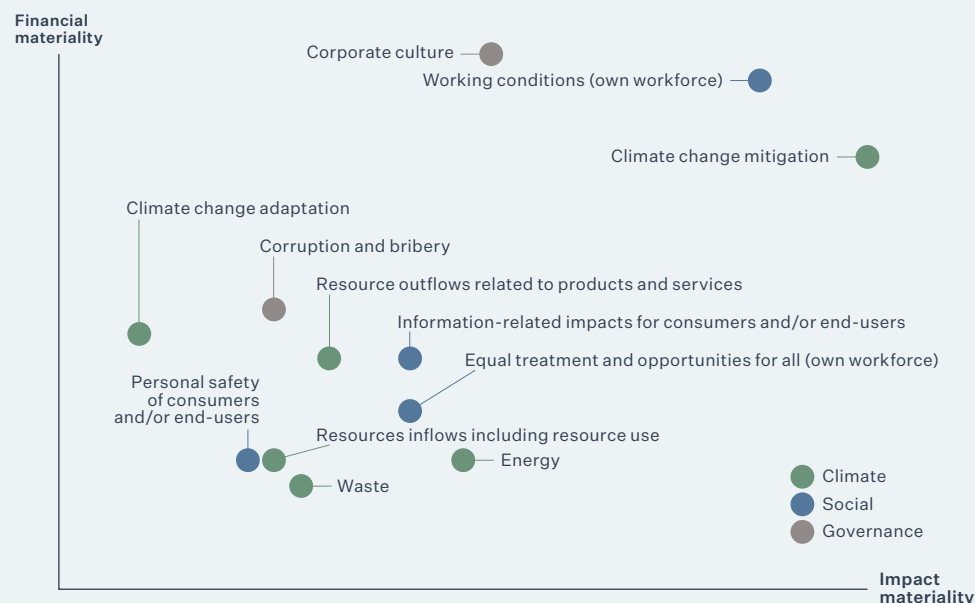 Financial
materiality
Corporate culture
Working conditions (own workforce)
Climate change mitigation
Climate change adaptation
Corruption and bribery
Resource outflows related to products and services
Information-related impacts for consumers and/or end-users
Equal treatment and opportunities for all (own workforce)
Personal safety
of consumers
and/or end-users
Resources inflows including resource use
Energy
Waste
Climate
Social
Governance
Impact
materiality